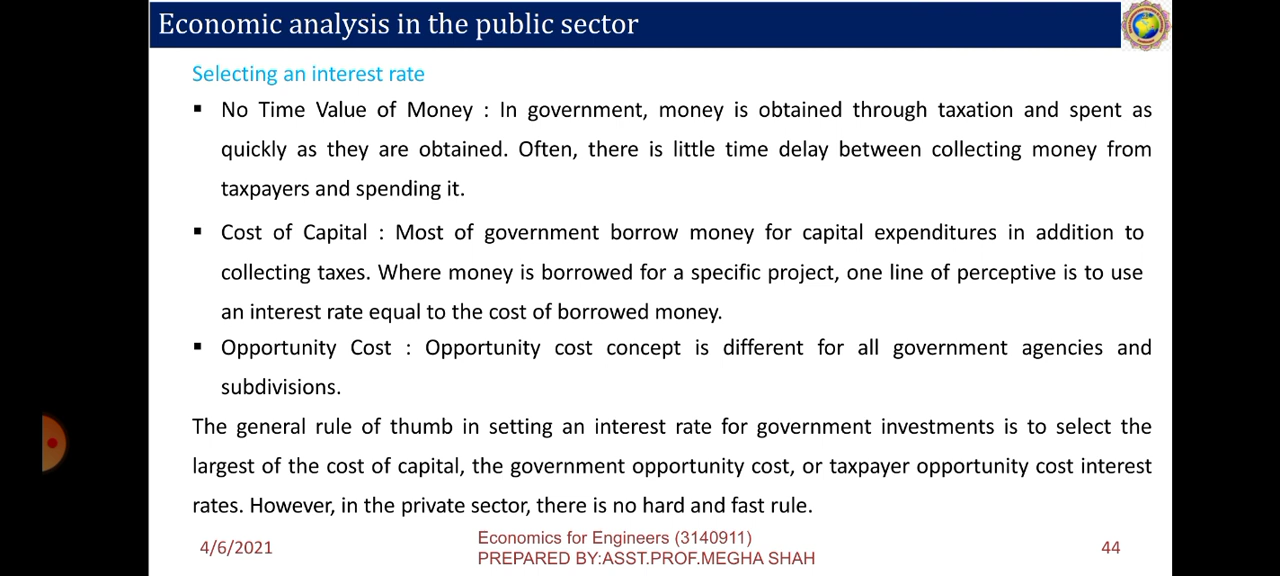 Economic analysis in the public sector
Selecting an interest rate
▪ No Time Value of Money : In government, money is obtained through taxation and spent as
quickly as they are obtained. Often, there is little time delay between collecting money from
taxpayers and spending it.
▪ Cost of Capital : Most of government borrow money for capital expenditures in addition to
collecting taxes. Where money is borrowed for a specific project, one line of perceptive is to use
an interest rate equal to the cost of borrowed money.
▪ Opportunity Cost : Opportunity cost concept is different for all government agencies and
subdivisions.
The general rule of thumb in setting an interest rate for government investments is to select the
largest of the cost of capital, the government opportunity cost, or taxpayer opportunity cost interest
rates. However, in the private sector, there is no hard and fast rule.
4/6/2021
Economics for Engineers (3140911)
PREPARED BY:ASST.PROF.MEGHA SHAH
44